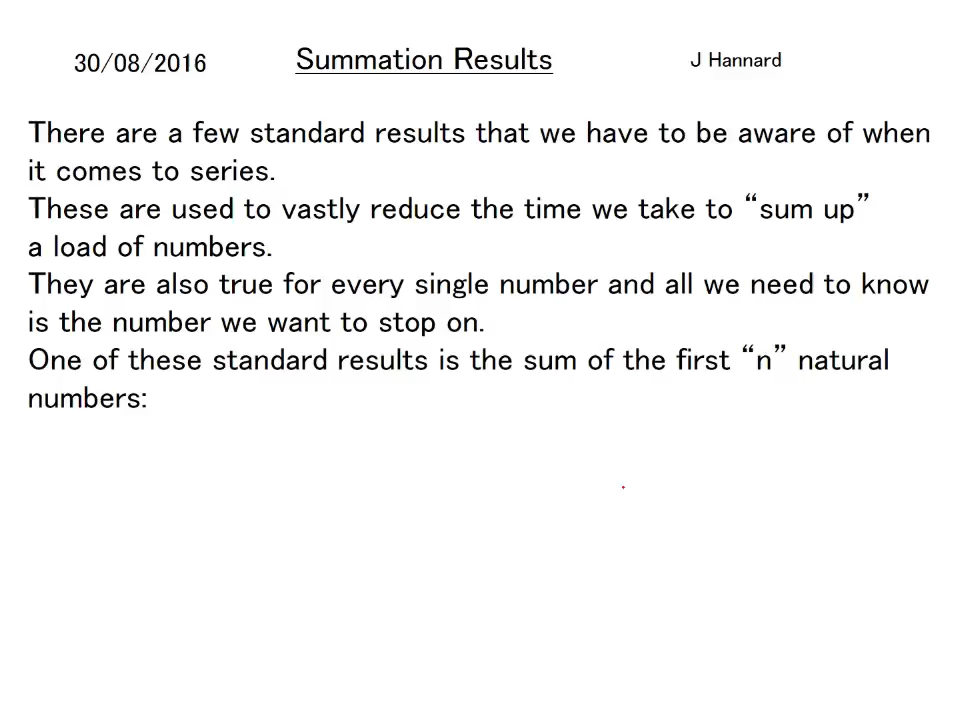 30/08/2016 Summation Results J Hannard
There are a few standard results that we have to be aware of when
it comes to series.
These are used to vastly reduce the time we take to “sum up”
a load of numbers.
They are also true for every single number and all we need to know
is the number we want to stop on.
One of these standard results is the sum of the first “n” natural
numbers: